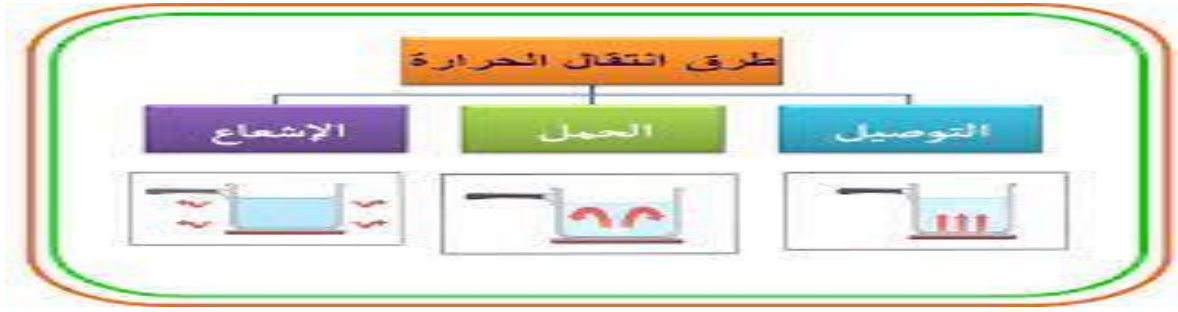 طرق انتقال الحرارة
التوصيل
الحمل
الإشعاع